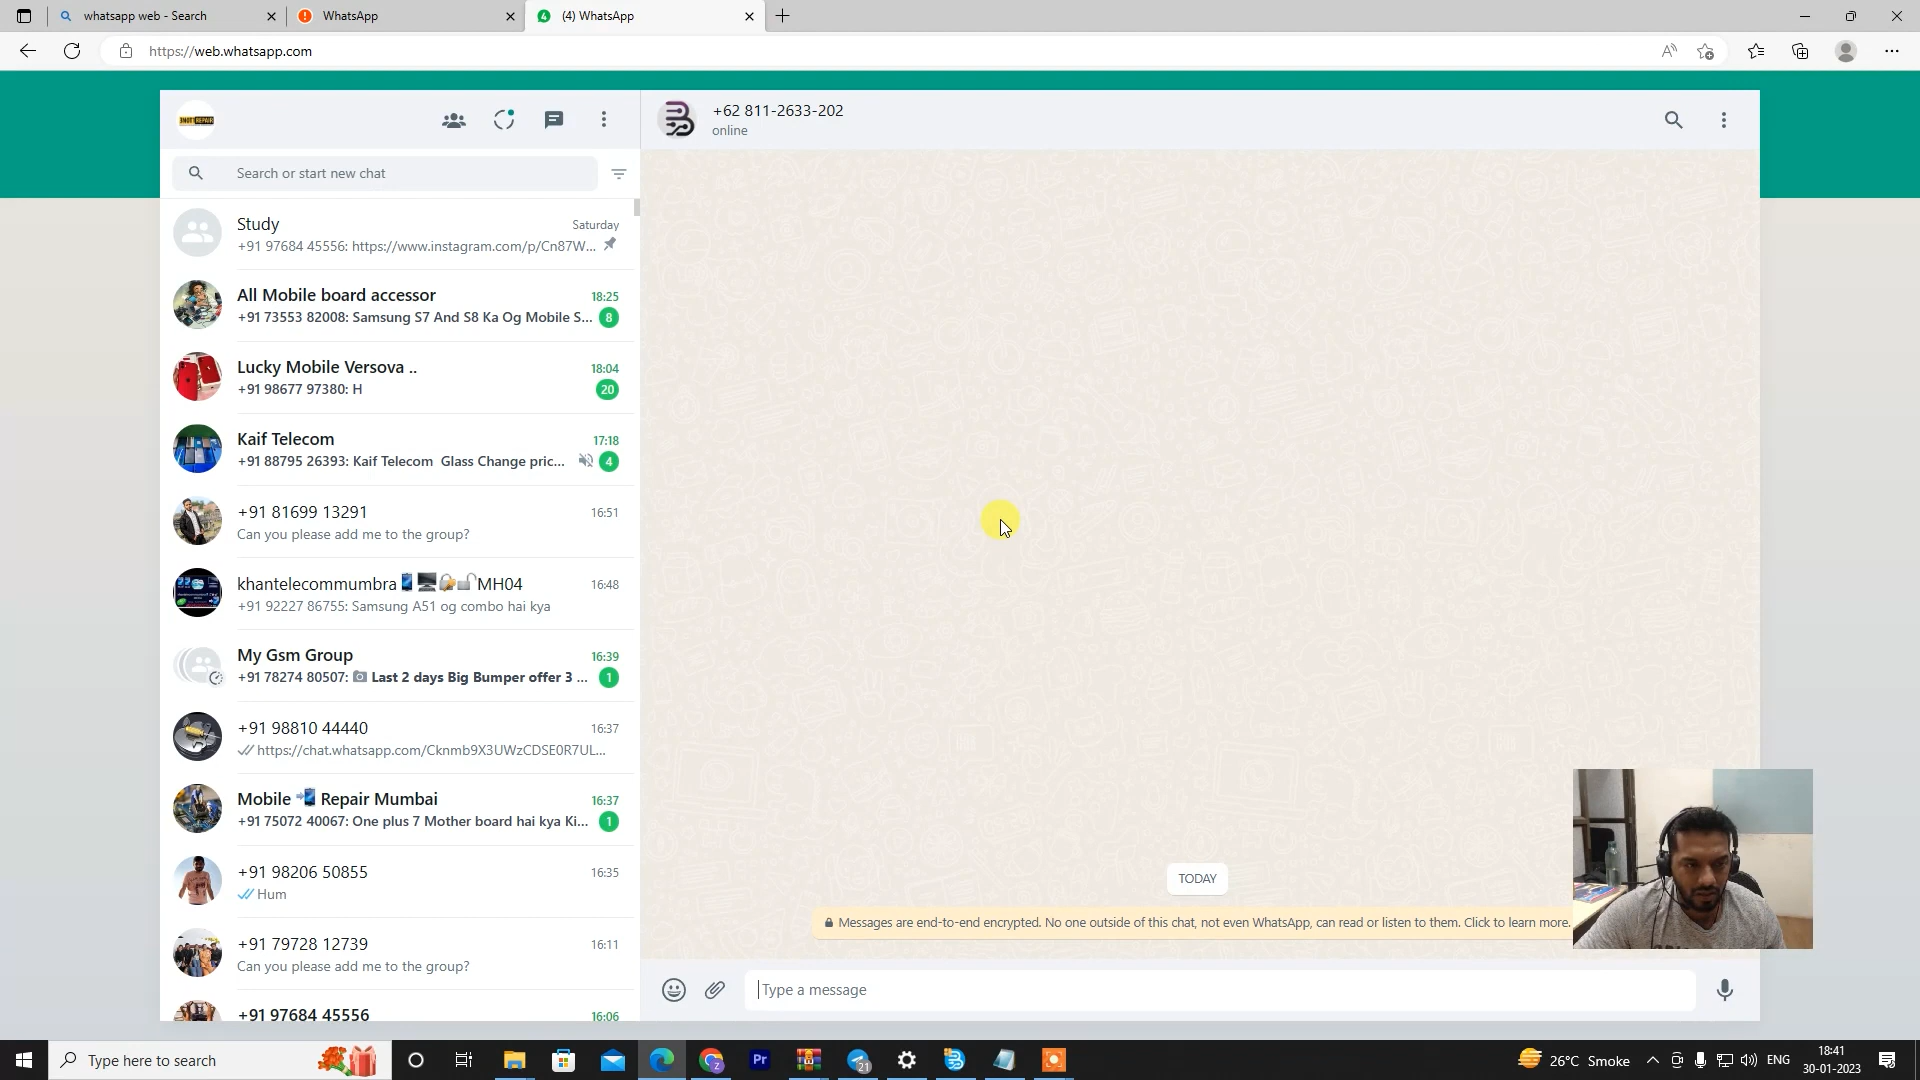 whatsapp web - Search
WhatsApp
(4) WhatsApp
https://web.whatsapp.com
+62 811-2633-202
online
Search or start new chat
Study
Saturday
+91 97684 45556: https://www.instagram.com/p/Cn87W...
All Mobile board accessor
18:25
+91 73553 82008: Samsung S7 And S8 Ka Og Mobile S...
8
Lucky Mobile Versova ..
18:04
+91 98677 97380: H
20
Kaif Telecom
17:18
+91 88795 26393: Kaif Telecom Glass Change pric...
4
+91 81699 13291
16:51
Can you please add me to the group?
khantelecommumbra📱🖥️🔐🔓MH04
16:48
+91 92227 86755: Samsung A51 og combo hai kya
My Gsm Group
16:39
+91 78274 80507: 📷 Last 2 days Big Bumper offer 3 ...
1
+91 98810 44440
16:37
https://chat.whatsapp.com/Cknmb9X3UWzCDSE0R7UL...
Mobile 📲 Repair Mumbai
16:37
+91 75072 40067: One plus 7 Mother board hai kya Ki...
1
+91 98206 50855
16:35
Hum
+91 79728 12739
16:11
Can you please add me to the group?
+91 97684 45556
16:06
TODAY
Messages are end-to-end encrypted. No one outside of this chat, not even WhatsApp, can read or listen to them. Click to learn more.
Type a message
Type here to search
Pr
21
26°C Smoke
ENG
18:41
30-01-2023